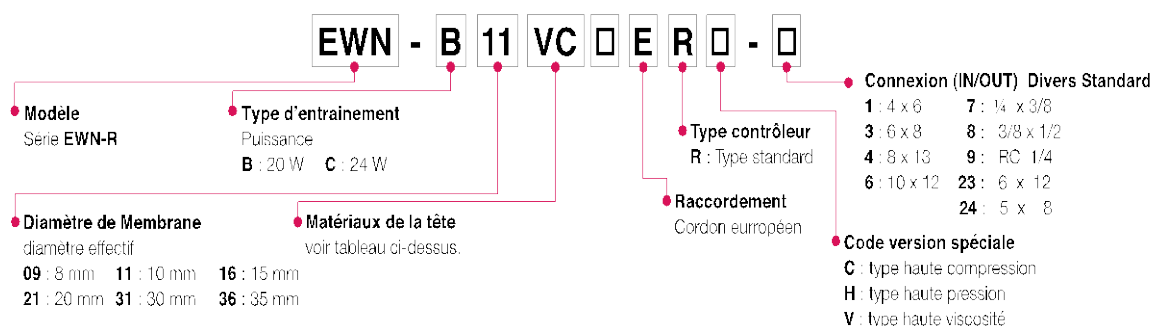 EWN - B 11 VC □ E R □ - □
Modèle
Série EWN-R
Type d'entrainement
Puissance
B : 20 W C : 24 W
Diamètre de Membrane
diamètre effectif
09 : 8 mm 11 : 10 mm 16 : 15 mm
21 : 20 mm 31 : 30 mm 36 : 35 mm
Matériaux de la tête
voir tableau ci-dessus.
Type contrôleur
R : Type standard
Raccordement
Cordon eurropéen
Connexion (IN/OUT) Divers Standard
1 : 4 x 6 7 : ¼ x 3/8
3 : 6 x 8 8 : 3/8 x 1/2
4 : 8 x 13 9 : RC 1/4
6 : 10 x 12 23 : 6 x 12
24 : 5 x 8
Code version spéciale
C : type haute compression
H : type haute pression
V : type haute viscosité